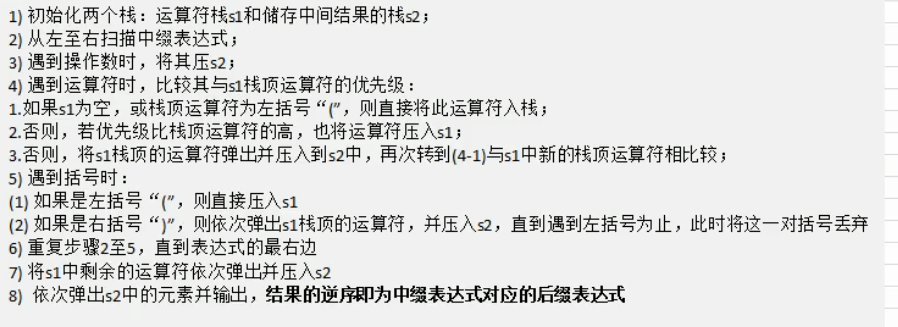 1) 初始化两个栈：运算符栈s1和储存中间结果的栈s2；
2) 从左至右扫描中缀表达式；
3) 遇到操作数时，将其压s2；
4) 遇到运算符时，比较其与s1栈顶运算符的优先级：
1.如果s1为空，或栈顶运算符为左括号“(”，则直接将此运算符入栈；
2.否则，若优先级比栈顶运算符的高，也将运算符压入s1；
3.否则，将s1栈顶的运算符弹出并压入到s2中，再次转到(4-1)与s1中新的栈顶运算符相比较；
5) 遇到括号时：
(1) 如果是左括号“(”，则直接压入s1
(2) 如果是右括号“)”，则依次弹出s1栈顶的运算符，并压入s2，直到遇到左括号为止，此时将这一对括号丢弃
6) 重复步骤2至5，直到表达式的最右边
7) 将s1中剩余的运算符依次弹出并压入s2
8) 依次弹出s2中的元素并输出，结果的逆序即为中缀表达式对应的后缀表达式